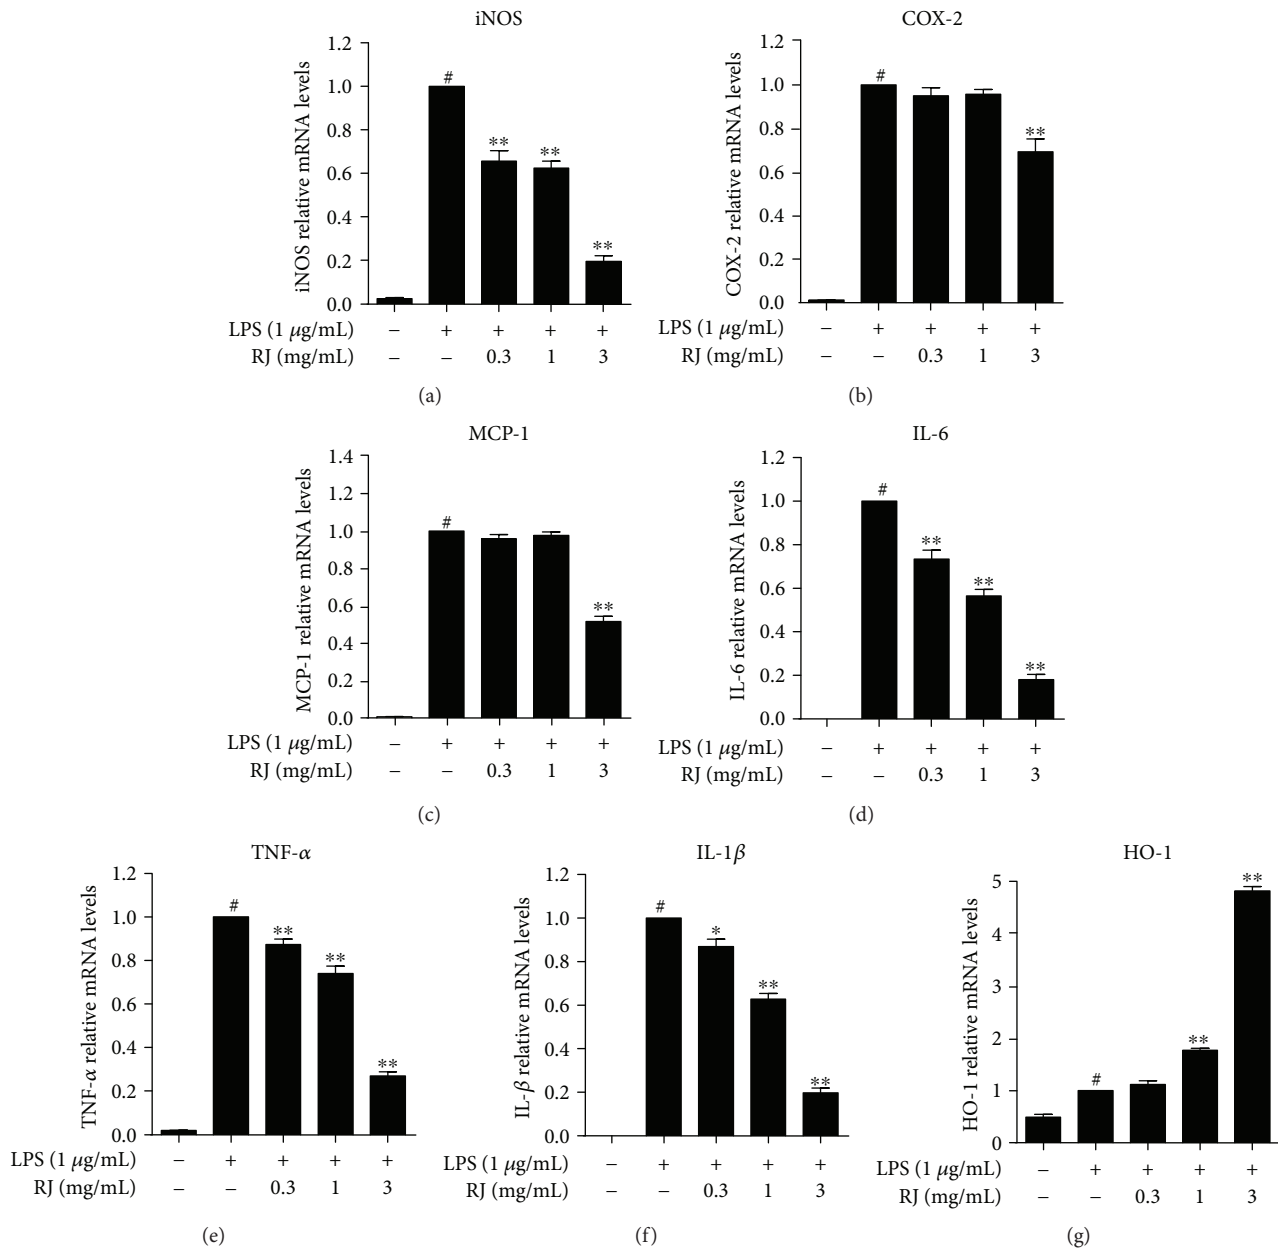 iNOS
iNOS relative mRNA levels
1.2
1.0
0.8
0.6
0.4
0.2
0.0
#
**
**
**
LPS (1 μg/mL) − + + + +
RJ (mg/mL) − − 0.3 1 3
(a)
COX-2
COX-2 relative mRNA levels
1.2
1.0
0.8
0.6
0.4
0.2
0.0
#
**
LPS (1 μg/mL) − + + + +
RJ (mg/mL) − − 0.3 1 3
(b)
MCP-1
MCP-1 relative mRNA levels
1.4
1.2
1.0
0.8
0.6
0.4
0.2
0.0
#
**
LPS (1 μg/mL) − + + + +
RJ (mg/mL) − − 0.3 1 3
(c)
IL-6
IL-6 relative mRNA levels
1.2
1.0
0.8
0.6
0.4
0.2
0.0
#
**
**
**
LPS (1 μg/mL) − + + + +
RJ (mg/mL) − − 0.3 1 3
(d)
TNF-α
TNF-α relative mRNA levels
1.2
1.0
0.8
0.6
0.4
0.2
0.0
#
**
**
**
LPS (1 μg/mL) − + + + +
RJ (mg/mL) − − 0.3 1 3
(e)
IL-1β
IL-β relative mRNA levels
1.2
1.0
0.8
0.6
0.4
0.2
0.0
#
*
**
**
LPS (1 μg/mL) − + + + +
RJ (mg/mL) − − 0.3 1 3
(f)
HO-1
HO-1 relative mRNA levels
5
4
3
2
1
0
#
**
**
LPS (1 μg/mL) − + + + +
RJ (mg/mL) − − 0.3 1 3
(g)